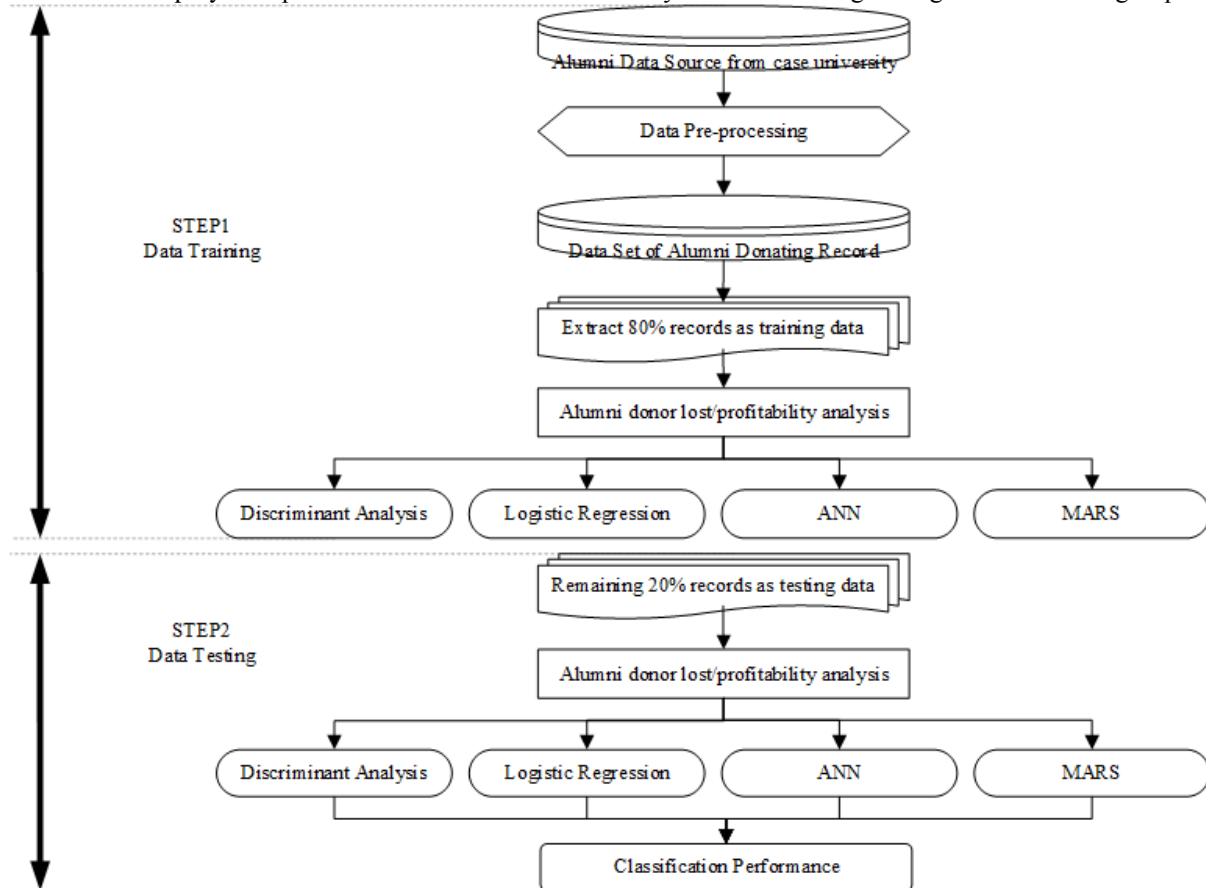 Alumni Data Source from case university
Data Pre-processing
STEP1
Data Training
Data Set of Alumni Donating Record
Extract 80% records as training data
Alumni donor lost/profitability analysis
Discriminant Analysis
Logistic Regression
ANN
MARS
Remaining 20% records as testing data
STEP2
Data Testing
Alumni donor lost/profitability analysis
Discriminant Analysis
Logistic Regression
ANN
MARS
Classification Performance